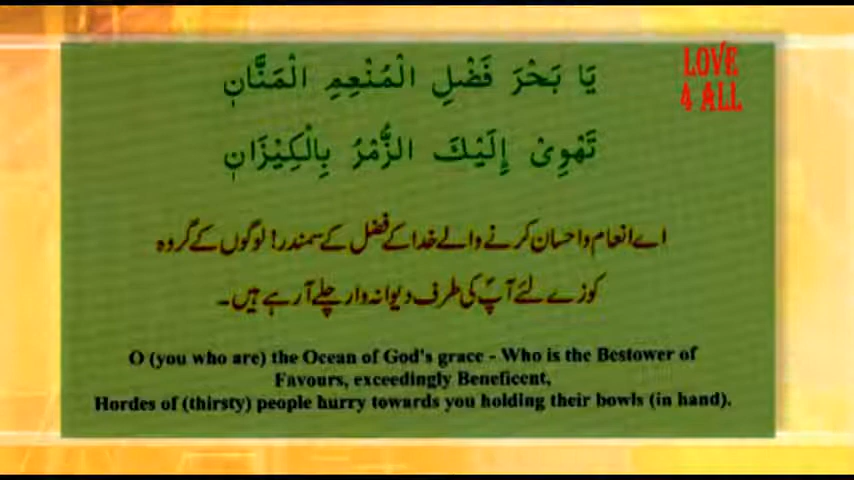 يَا بَحْرَ فَضْلِ الْمُنْعِمِ الْمَنَّانِ
LOVE
4 ALL
تَهْوِىْ إِلَيْكَ الزُّمْرُ بِالْكِيْزَانِ
اے انعام و احسان کرنے والے خدا کے فضل کے سمندر! لوگوں کے گروہ
کوزے لئے آپؐ کی طرف دیوانہ وار چلے آ رہے ہیں۔
O (you who are) the Ocean of God's grace - Who is the Bestower of
Favours, exceedingly Beneficent,
Hordes of (thirsty) people hurry towards you holding their bowls (in hand).